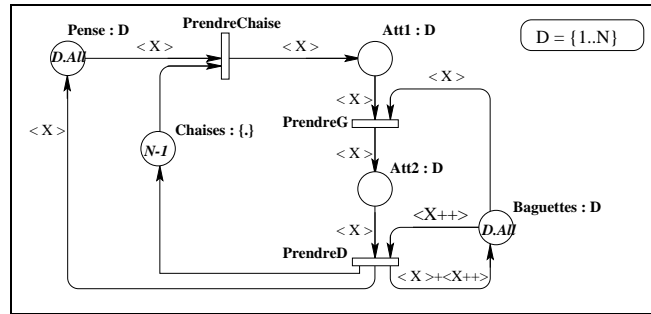 Pense : D
PrendreChaise
Att1 : D
D = {1..N}
< X >
< X >
D.All
< X >
< X >
PrendreG
< X >
Chaises : {.}
< X >
N-1
Att2 : D
Baguettes : D
<X++>
D.All
< X >
PrendreD
< X >+<X++>